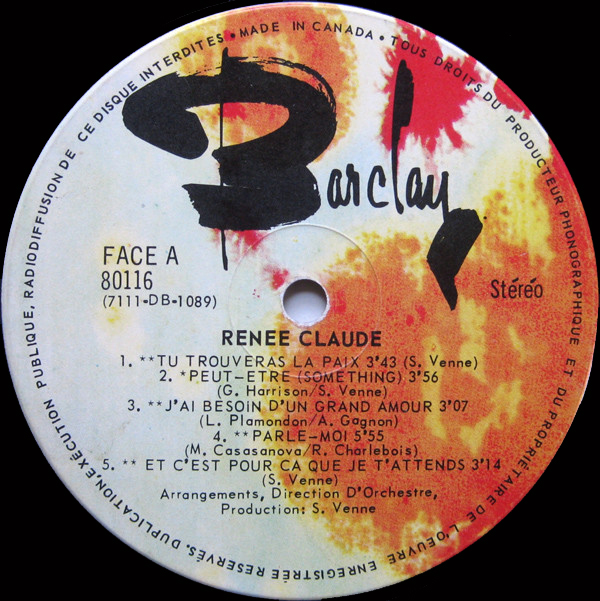 TOUS DROITS DU PRODUCTEUR PHONOGRAPHIQUE ET DU PROPRIÉTAIRE DE L'OEUVRE ENREGISTRÉE RESERVÉS. DUPLICATION, EXÉCUTION PUBLIQUE, RADIODIFFUSION DE CE DISQUE INTERDITES • MADE IN CANADA •
Barclay
FACE A
80116
(7111-DB-1089)
Stéréo
RENEE CLAUDE
1. **TU TROUVERAS LA PAIX 3'43 (S. Venne)
2. *PEUT-ETRE (SOMETHING) 3'56
(G. Harrison/S. Venne)
3. **J'AI BESOIN D'UN GRAND AMOUR 3'07
(L. Plamondon/A. Gagnon)
4. **PARLE-MOI 5'55
(M. Casasanova/R. Charlebois)
5. ** ET C'EST POUR CA QUE JE T'ATTENDS 3'14
(S. Venne)
Arrangements, Direction D'Orchestre,
Production: S. Venne